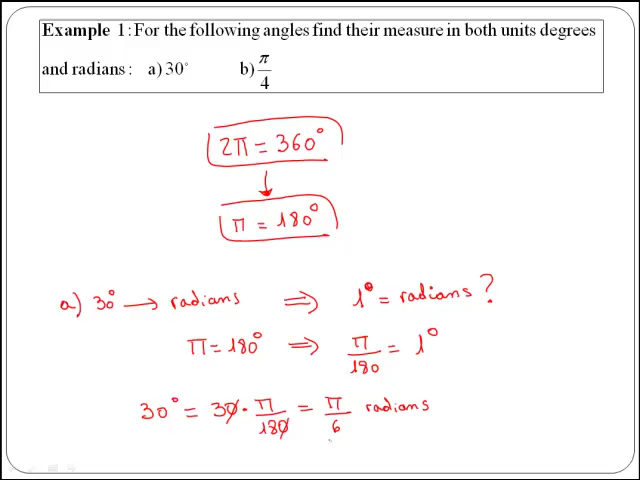 Example 1: For the following angles find their measure in both units degrees
and radians: a) 30° b) π/4
2π = 360°
↓
π = 180°
a) 30° → radians ⇒ 1° = radians?
π = 180° ⇒ π/180 = 1°
30° = 30 · π/180 = π/6 radians